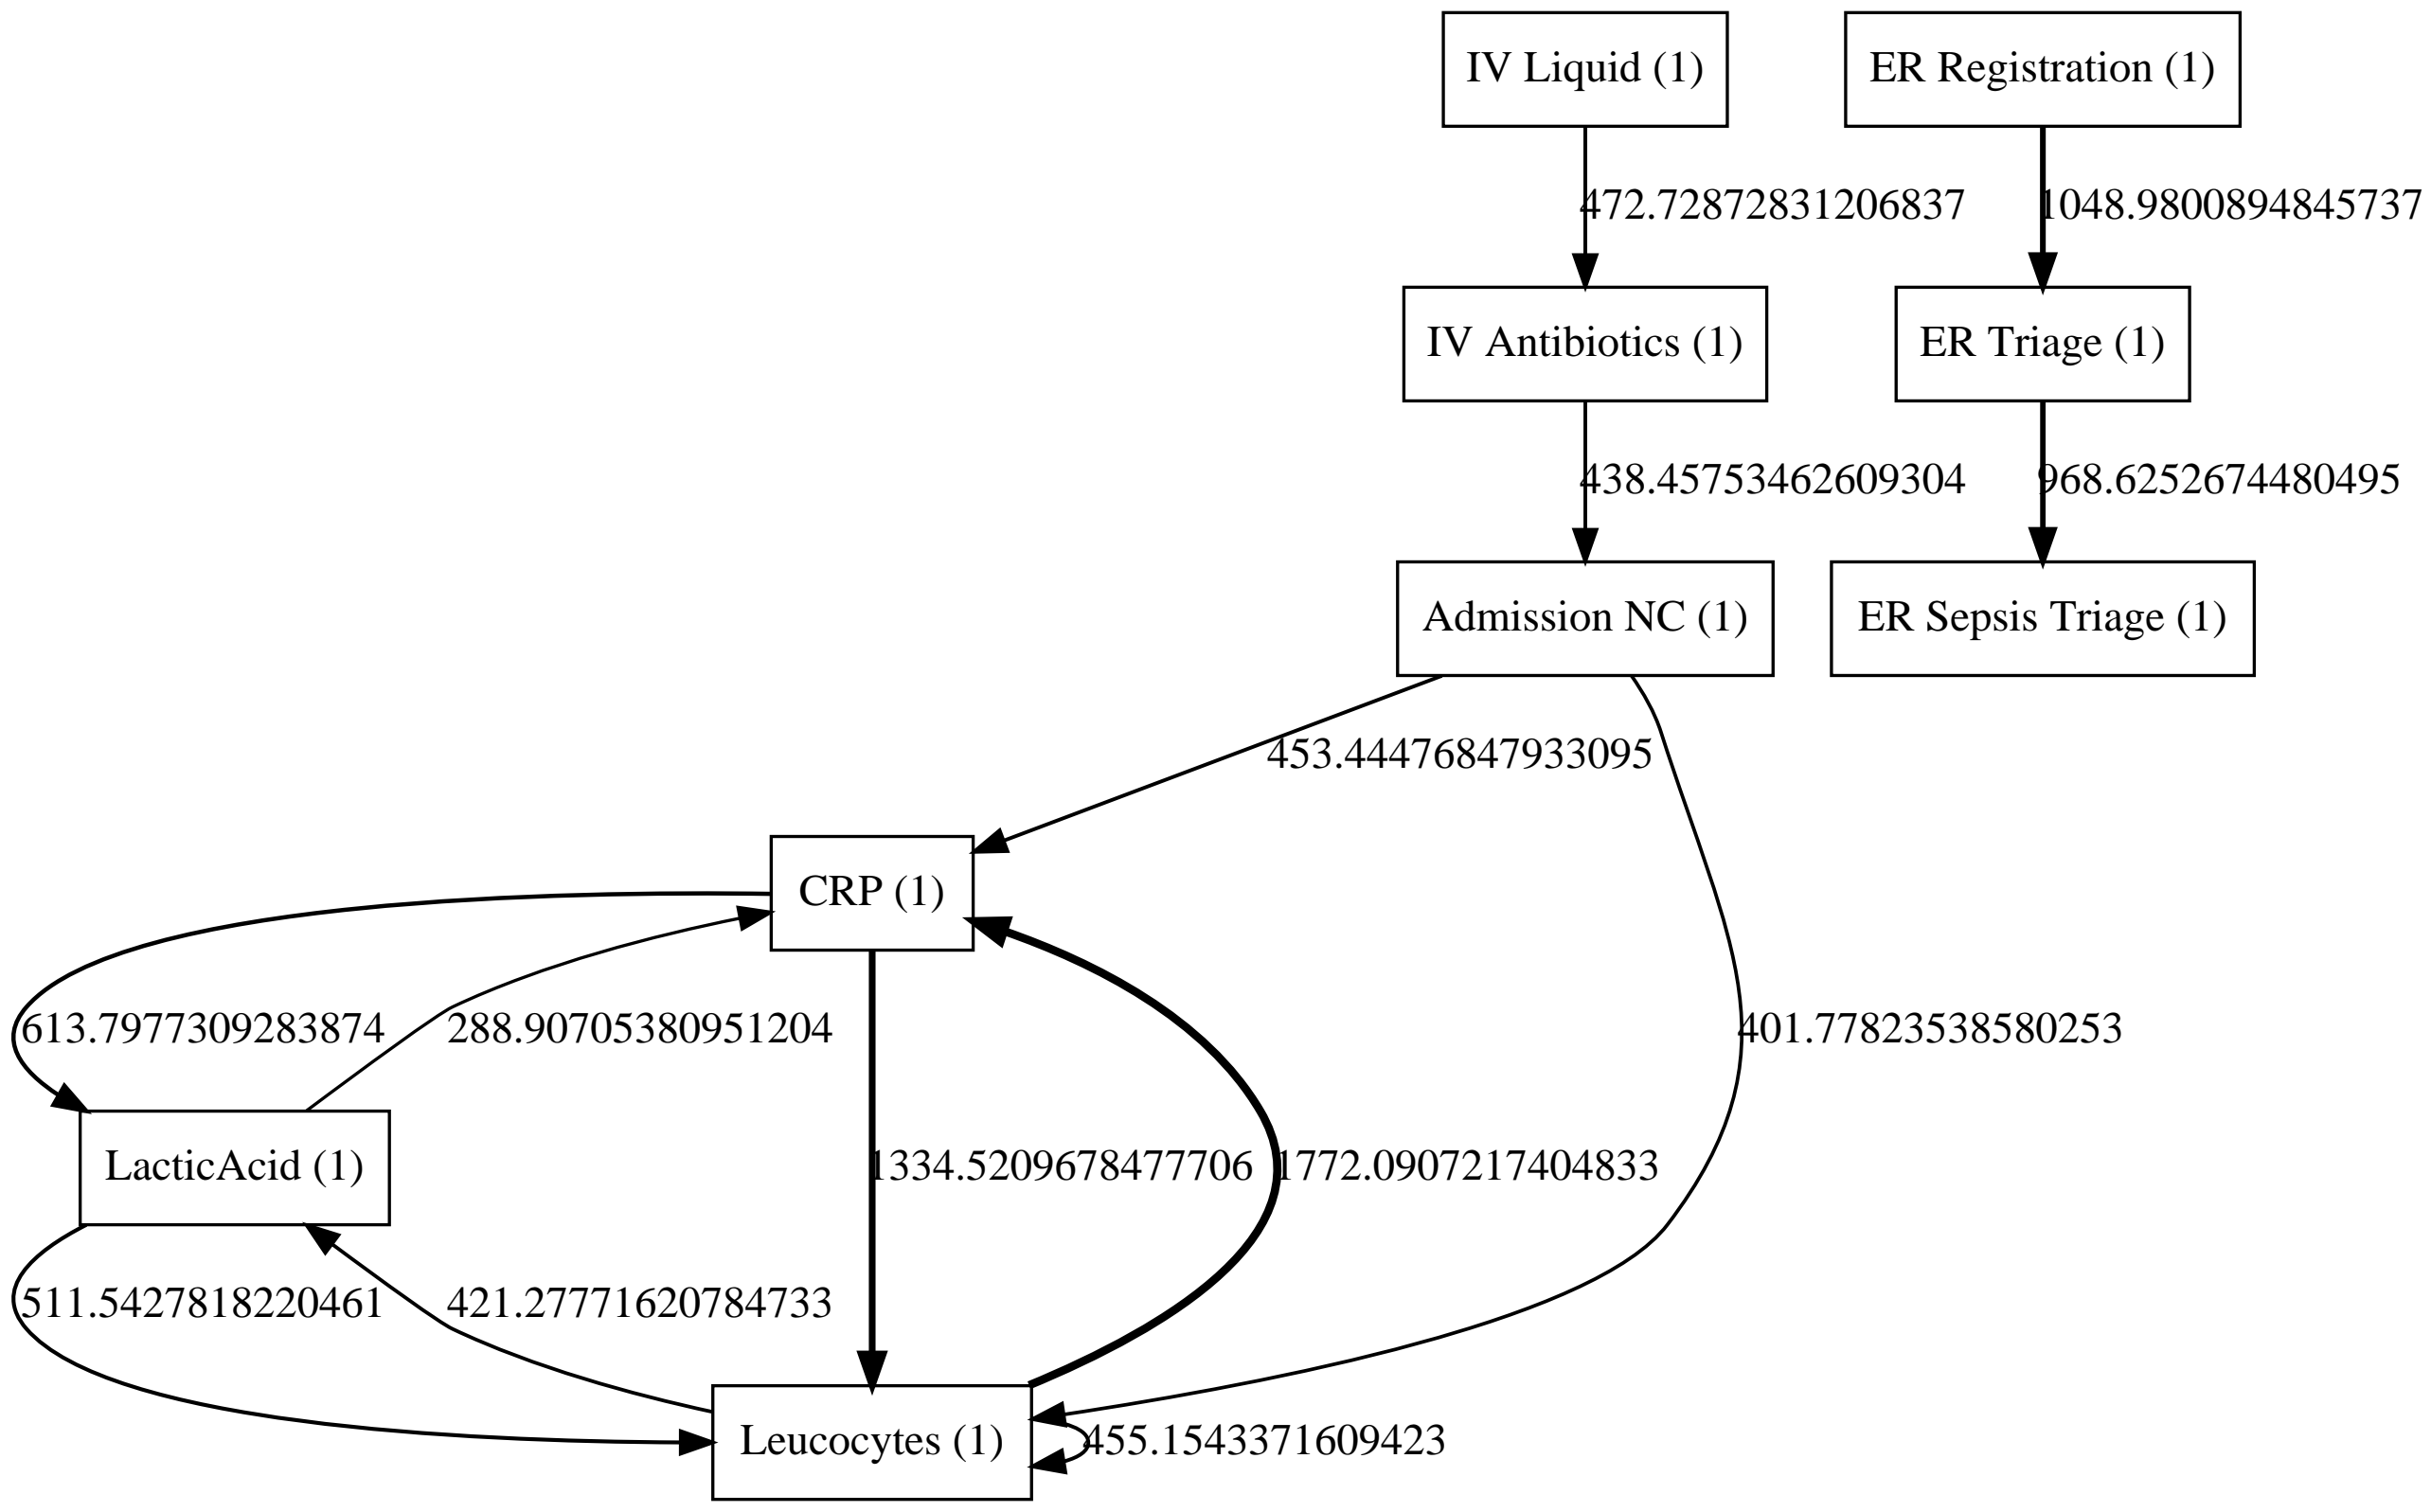 IV Liquid (1)
ER Registration (1)
472.72872831206837
1048.9800894845737
IV Antibiotics (1)
ER Triage (1)
438.45753462609304
968.6252674480495
Admission NC (1)
ER Sepsis Triage (1)
453.44476847933095
CRP (1)
613.7977309283874
288.90705380951204
401.77823538580253
LacticAcid (1)
1334.5209678477706
1772.0907217404833
511.5427818220461
421.27771620784733
Leucocytes (1)
455.1543371609423